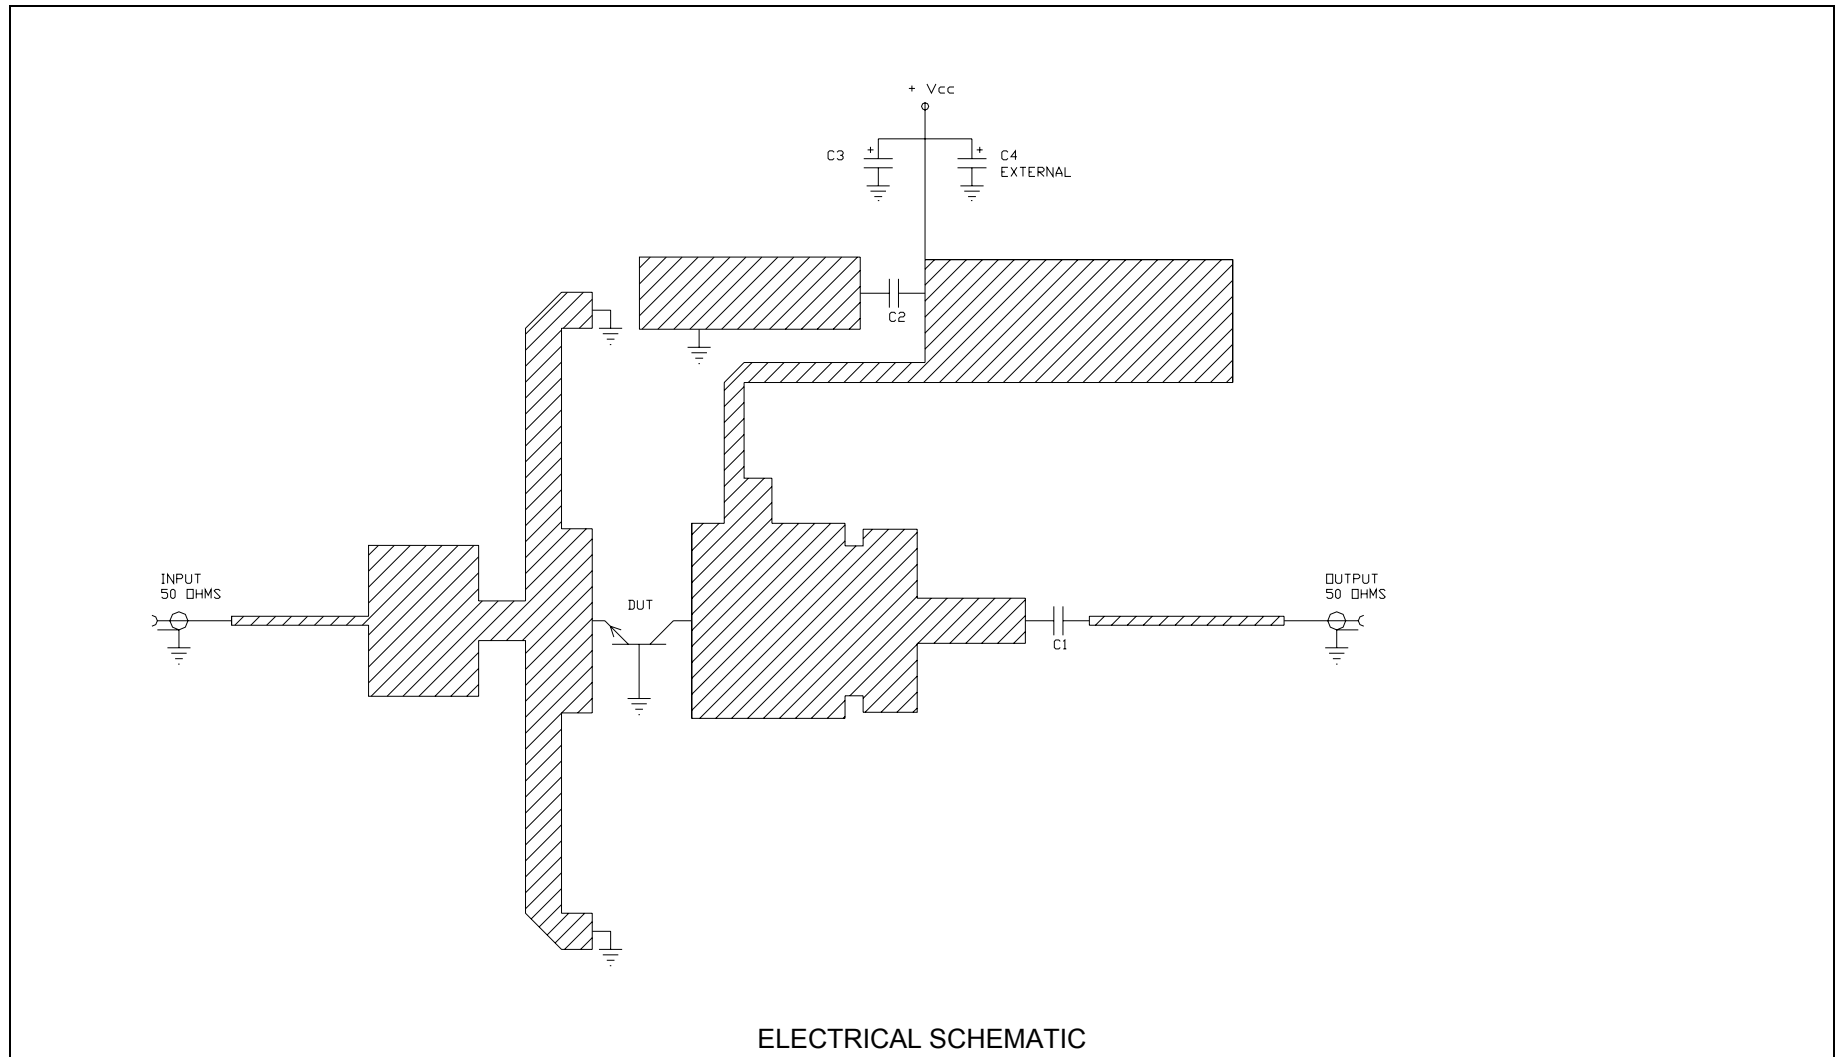 + Vcc
C3
+
+
C4
EXTERNAL
C2
INPUT
50 OHMS
DUT
C1
OUTPUT
50 OHMS
ELECTRICAL SCHEMATIC